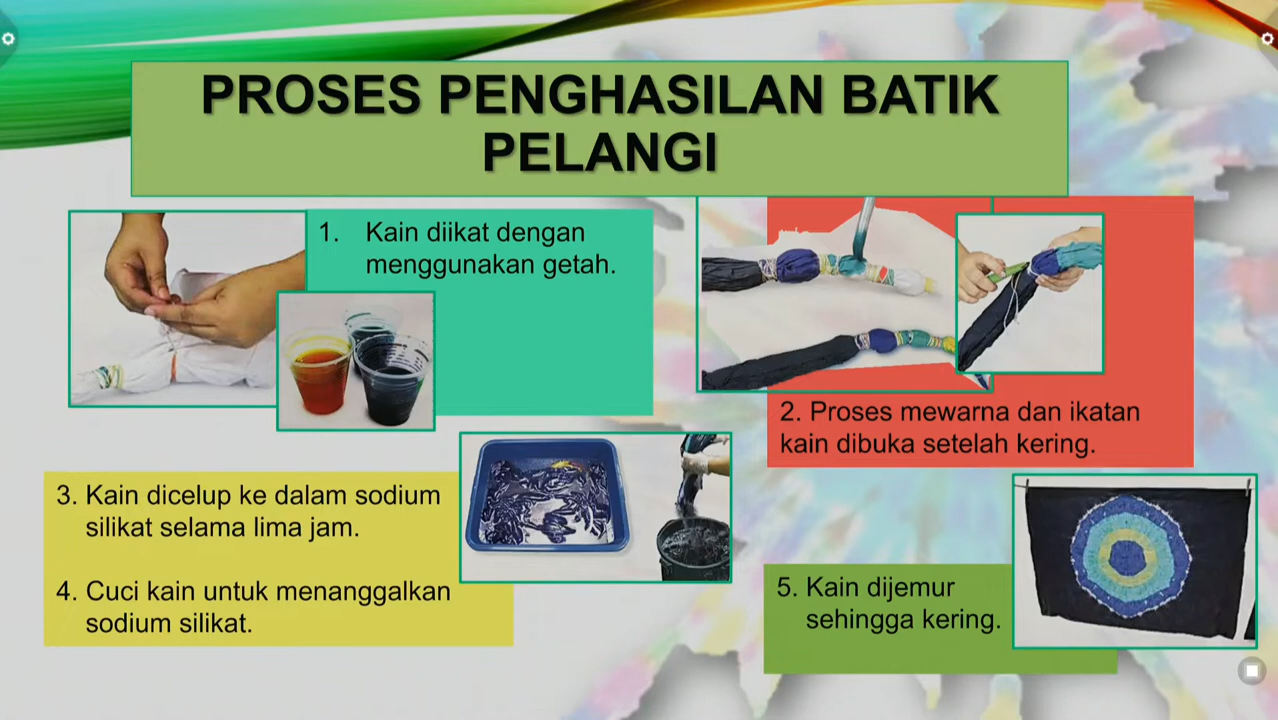 PROSES PENGHASILAN BATIK
PELANGI
1. Kain diikat dengan
menggunakan getah.
2. Proses mewarna dan ikatan
kain dibuka setelah kering.
3. Kain dicelup ke dalam sodium
silikat selama lima jam.
4. Cuci kain untuk menanggalkan
sodium silikat.
5. Kain dijemur
sehingga kering.